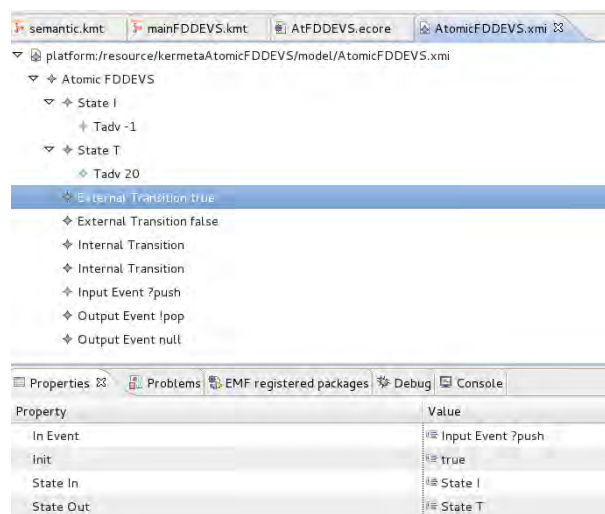 semantic.kmt mainFDDEVS.kmt AtFDDEVS.ecore AtomicFDDEVS.xmi
platform:/resource/kermetaAtomicFDDEVS/model/AtomicFDDEVS.xmi
Atomic FDDEVS
State I
Tadv -1
State T
Tadv 20
External Transition true
External Transition false
Internal Transition
Internal Transition
Input Event ?push
Output Event !pop
Output Event null
Properties Problems EMF registered packages Debug Console
Property Value
In Event Input Event ?push
Init true
State In State I
State Out State T